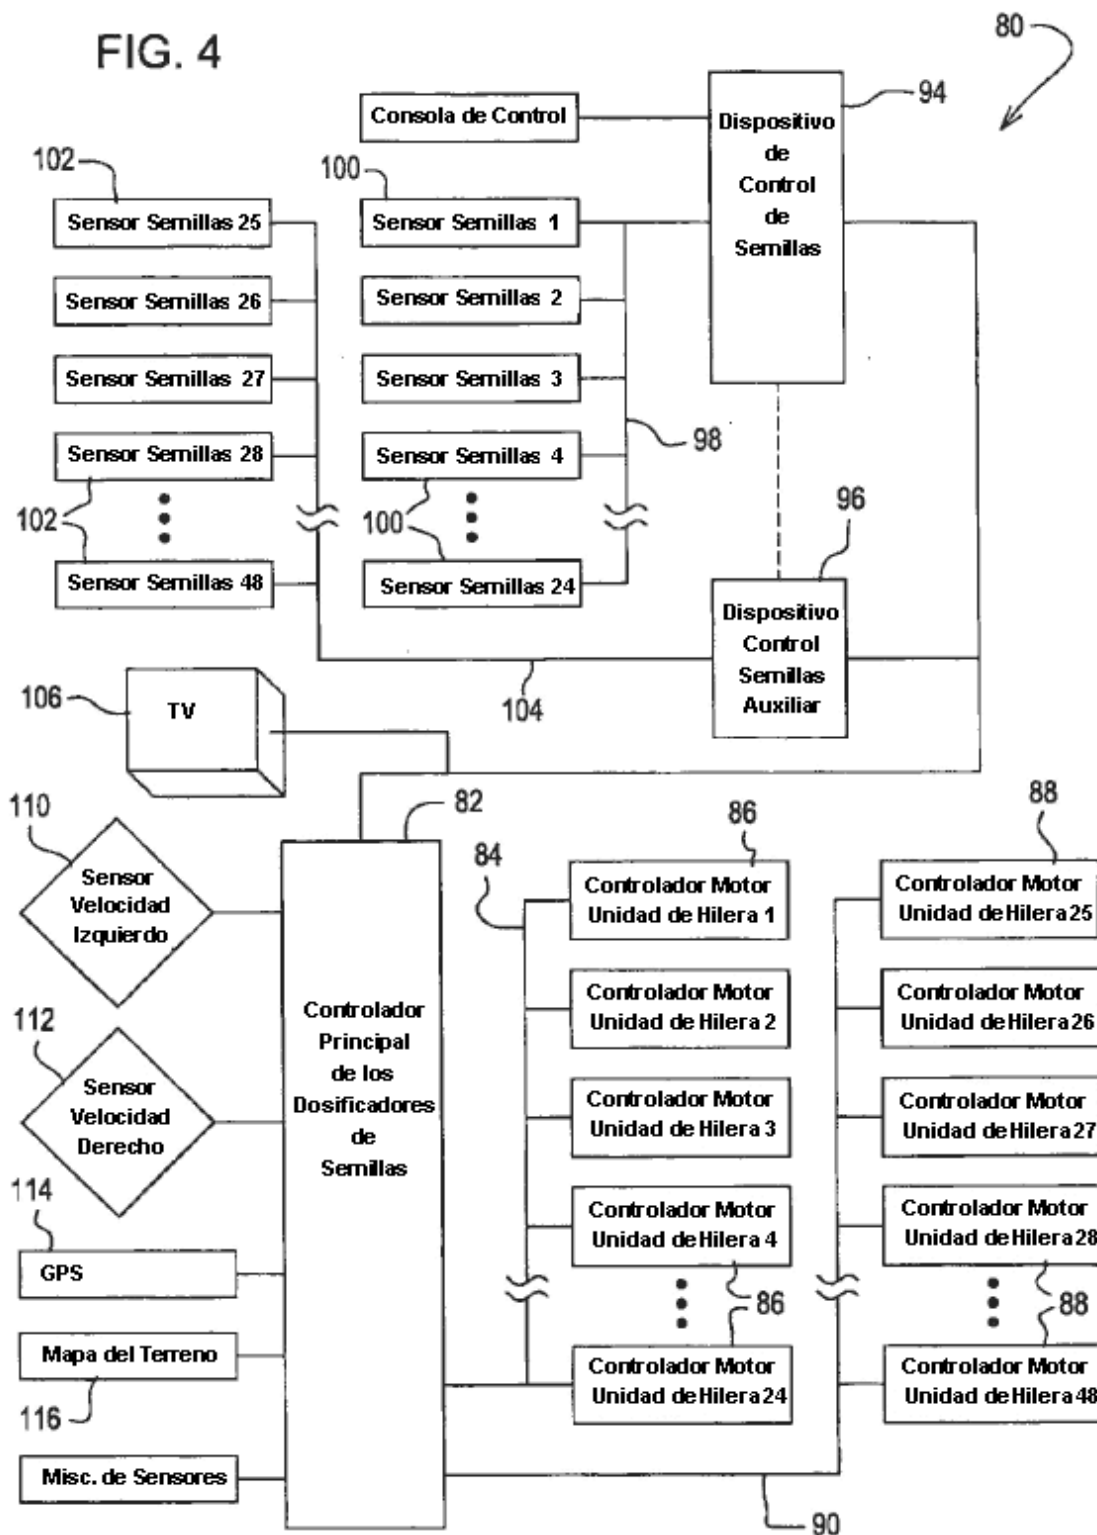 FIG. 4
80
94
Consola de Control
Dispositivo
de
Control
de
Semillas
102
100
Sensor Semillas 25
Sensor Semillas 1
Sensor Semillas 26
Sensor Semillas 2
Sensor Semillas 27
Sensor Semillas 3
98
Sensor Semillas 28
Sensor Semillas 4
102
100
96
Sensor Semillas 48
Sensor Semillas 24
Dispositivo
Control
Semillas
Auxiliar
104
106
TV
110
82
86
88
84
Sensor
Velocidad
Izquierdo
Controlador Motor
Unidad de Hilera 1
Controlador Motor
Unidad de Hilera 25
Controlador Motor
Unidad de Hilera 2
Controlador Motor
Unidad de Hilera 26
112
Controlador
Principal
de los
Dosificadores
de
Semillas
Sensor
Velocidad
Derecho
Controlador Motor
Unidad de Hilera 3
Controlador Motor
Unidad de Hilera 27
114
Controlador Motor
Unidad de Hilera 4
Controlador Motor
Unidad de Hilera 28
GPS
86
88
Mapa del Terreno
Controlador Motor
Unidad de Hilera 24
Controlador Motor
Unidad de Hilera 48
116
Misc. de Sensores
90